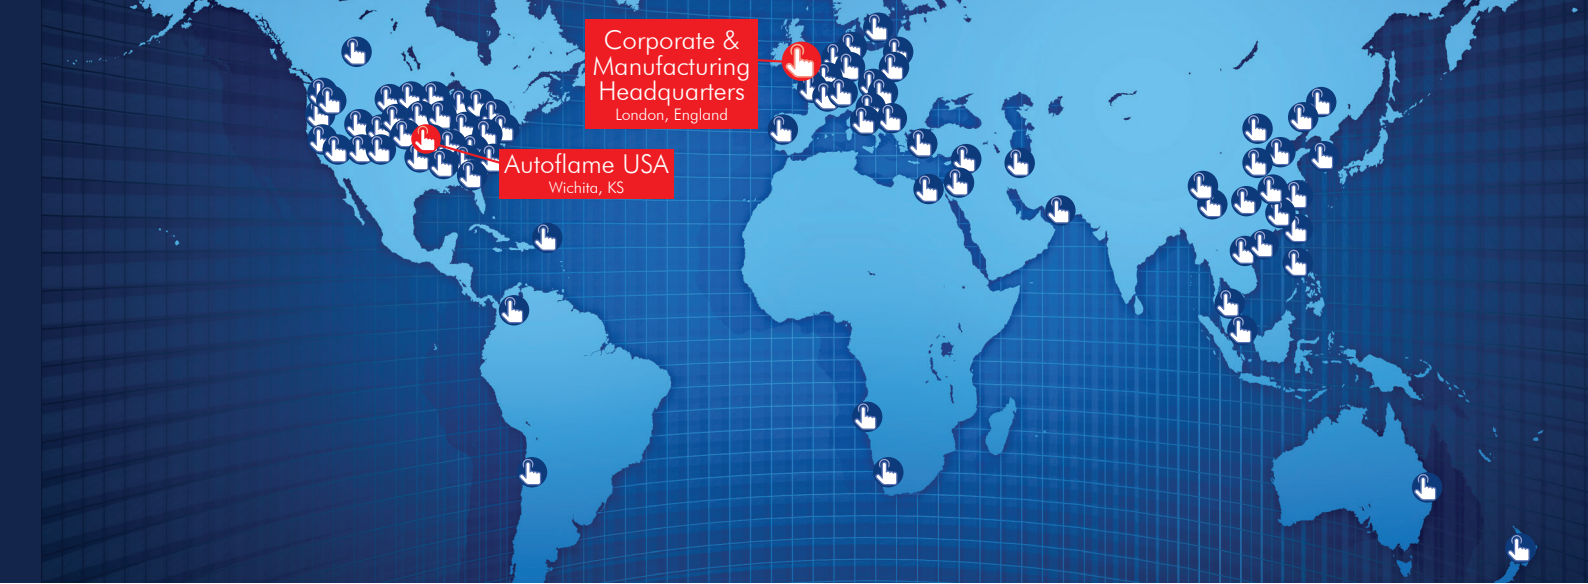 Corporate &
Manufacturing
Headquarters
London, England
Autoflame USA
Wichita, KS